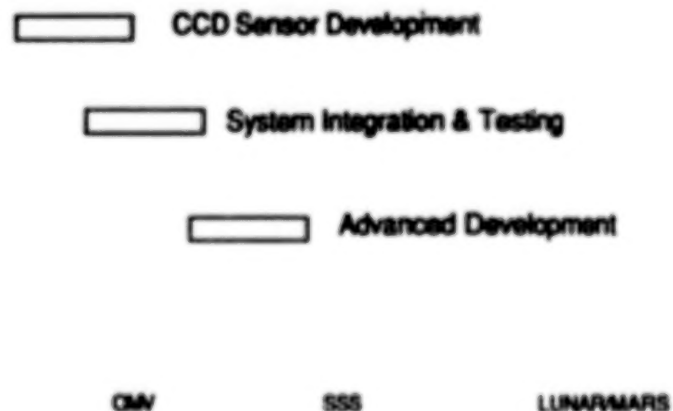 CCD Sensor Development
System Integration & Testing
Advanced Development
OMV SSS LUNAR/MARS